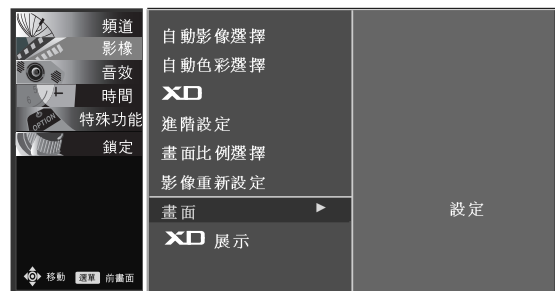 頻道
影像
音效
時間
OPTION 特殊功能
鎖定
移動 選單 前畫面
自動影像選擇
自動色彩選擇
XD
進階設定
畫面比例選擇
影像重新設定
畫面 ►
XD 展示
設定